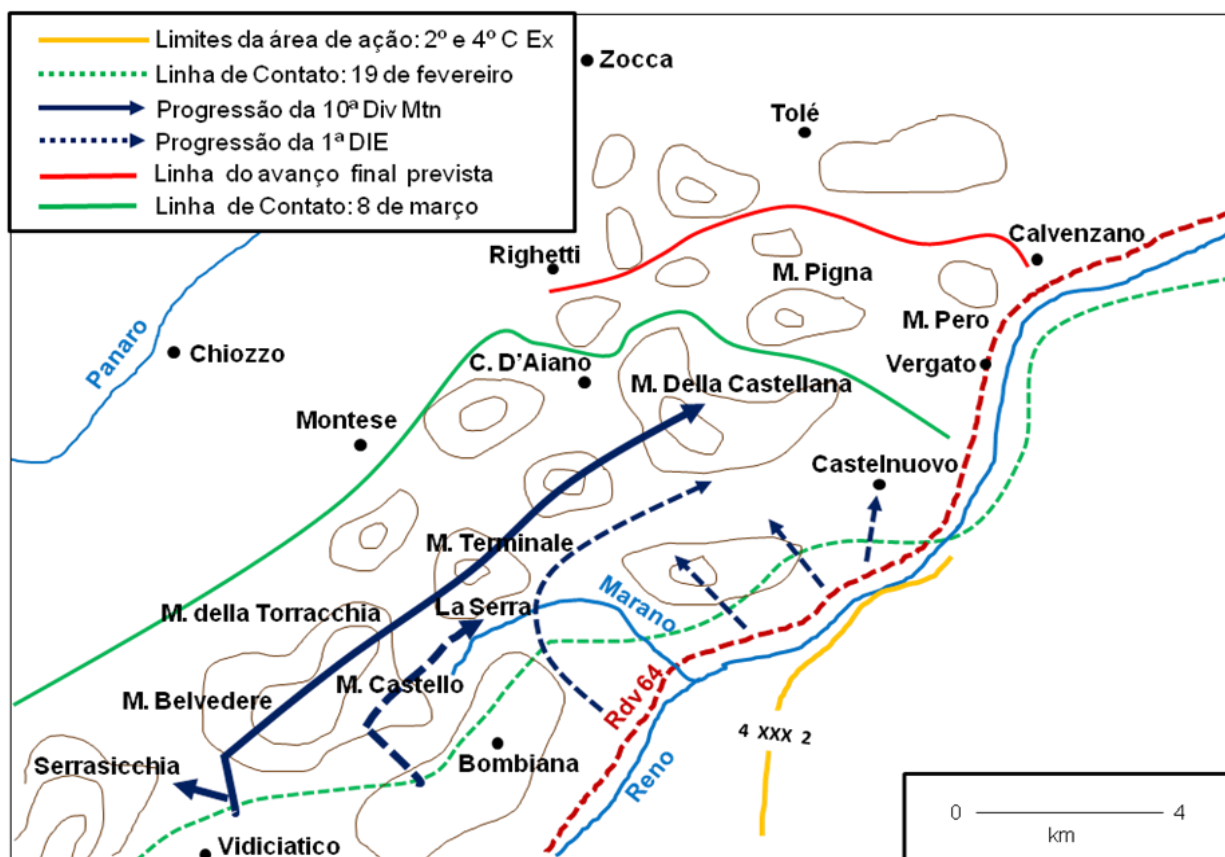 Limites da área de ação: 2º e 4º C Ex
Linha de Contato: 19 de fevereiro
Progressão da 10ª Div Mtn
Progressão da 1ª DIE
Linha do avanço final prevista
Linha de Contato: 8 de março
Zocca
Tolé
Righetti
Calvenzano
M. Pigna
M. Pero
Panaro
Chiozzo
C. D'Aiano
Vergato
M. Della Castellana
Montese
Castelnuovo
M. Terminale
Marano
La Serra
M. della Torracchia
M. Castello
M. Belvedere
Rdv 64
4 XXX 2
Bombiana
Serrasicchia
Reno
Vidiciatico
0 4
km